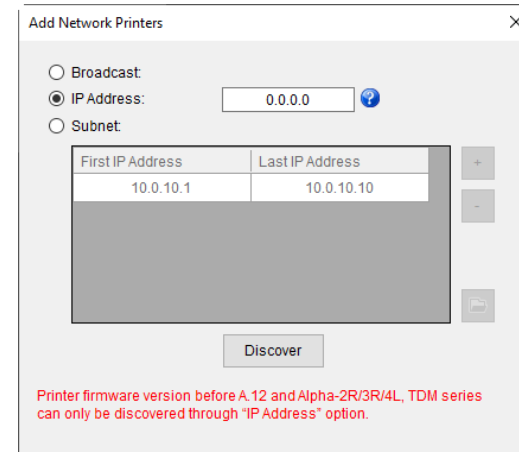 Add Network Printers
Broadcast:
IP Address: 0.0.0.0 ?
Subnet:
First IP Address Last IP Address +
10.0.10.1 10.0.10.10
-
Discover
Printer firmware version before A.12 and Alpha-2R/3R/4L, TDM series
can only be discovered through “IP Address” option.